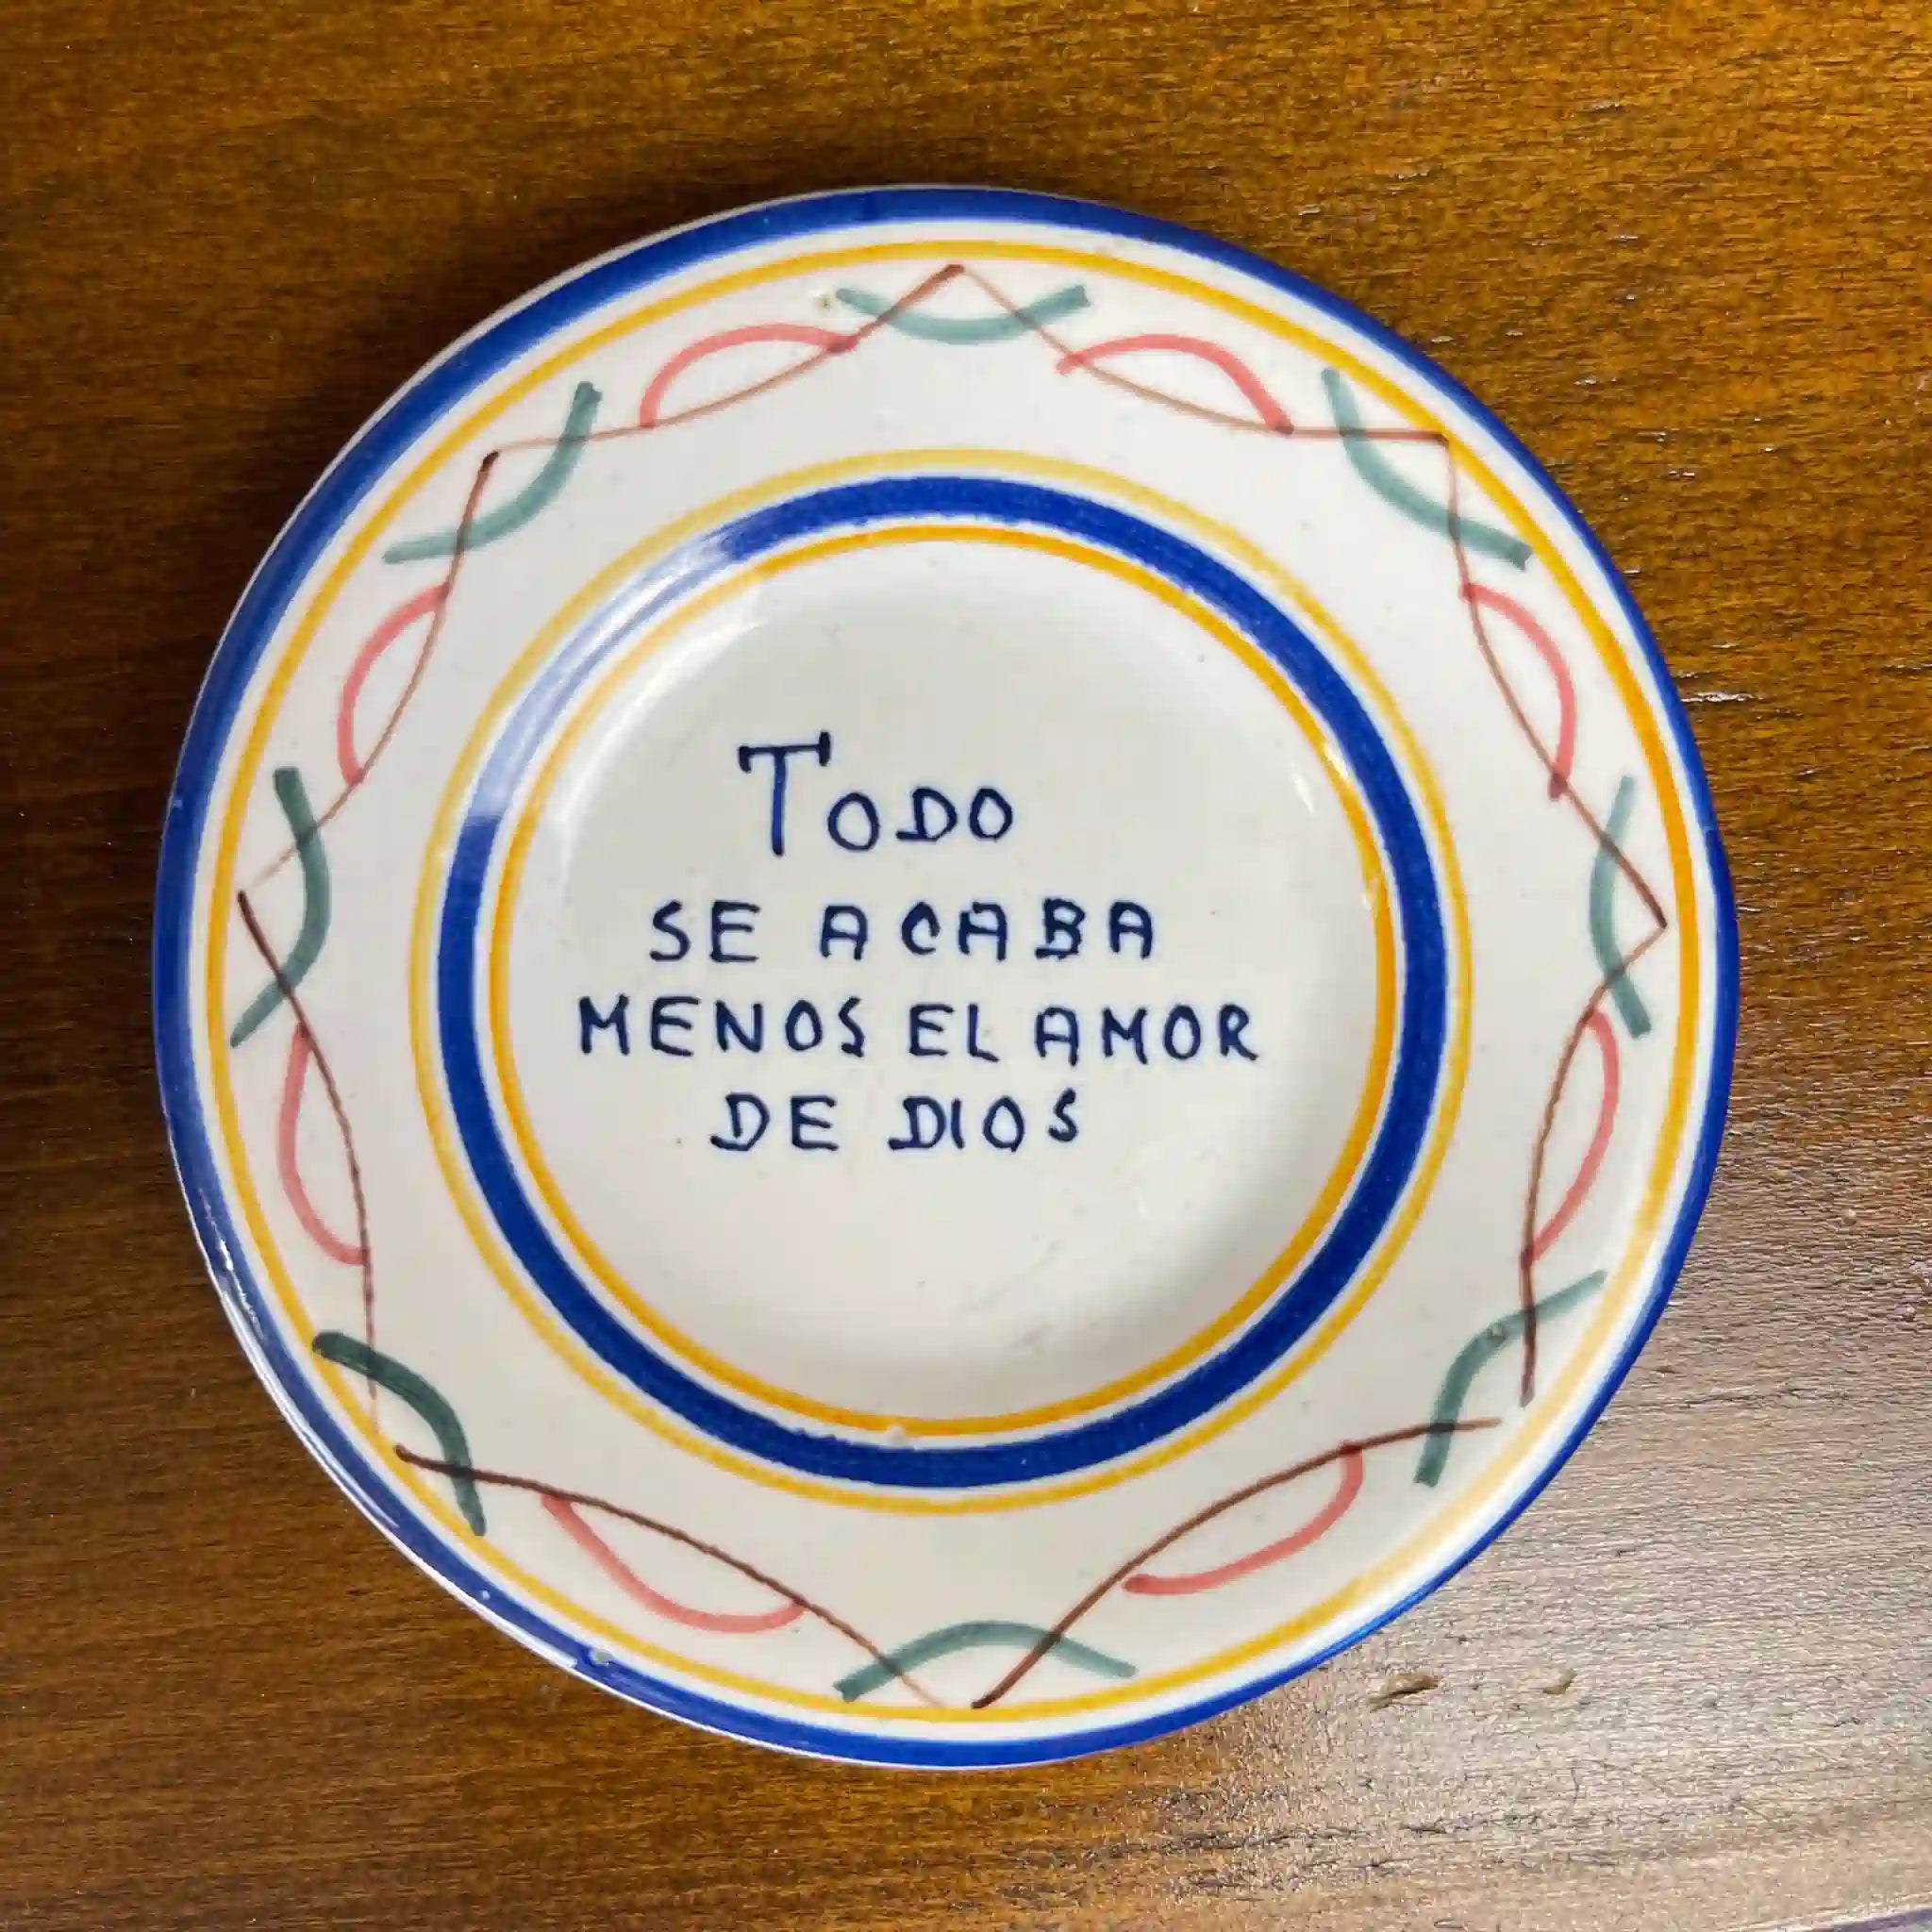 TODO
SE ACABA
MENOS EL AMOR
DE DIOS